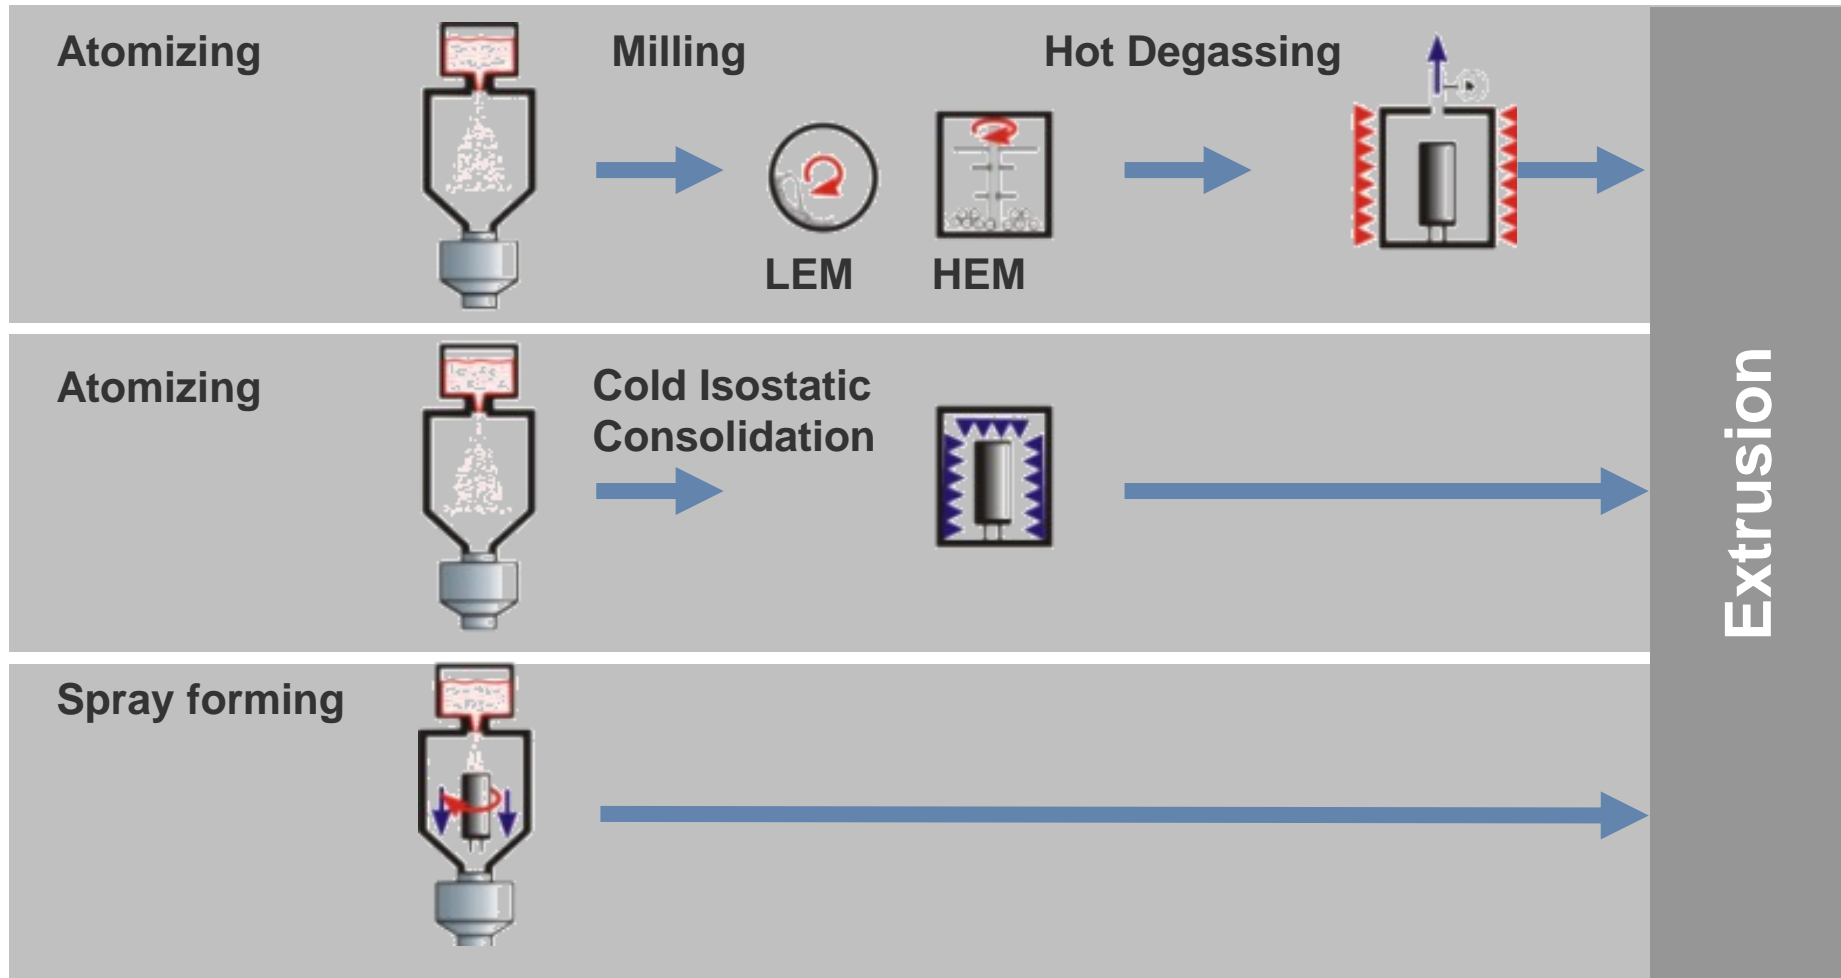 Atomizing
Milling
Hot Degassing
LEM
HEM
Atomizing
Cold Isostatic
Consolidation
Spray forming
Extrusion